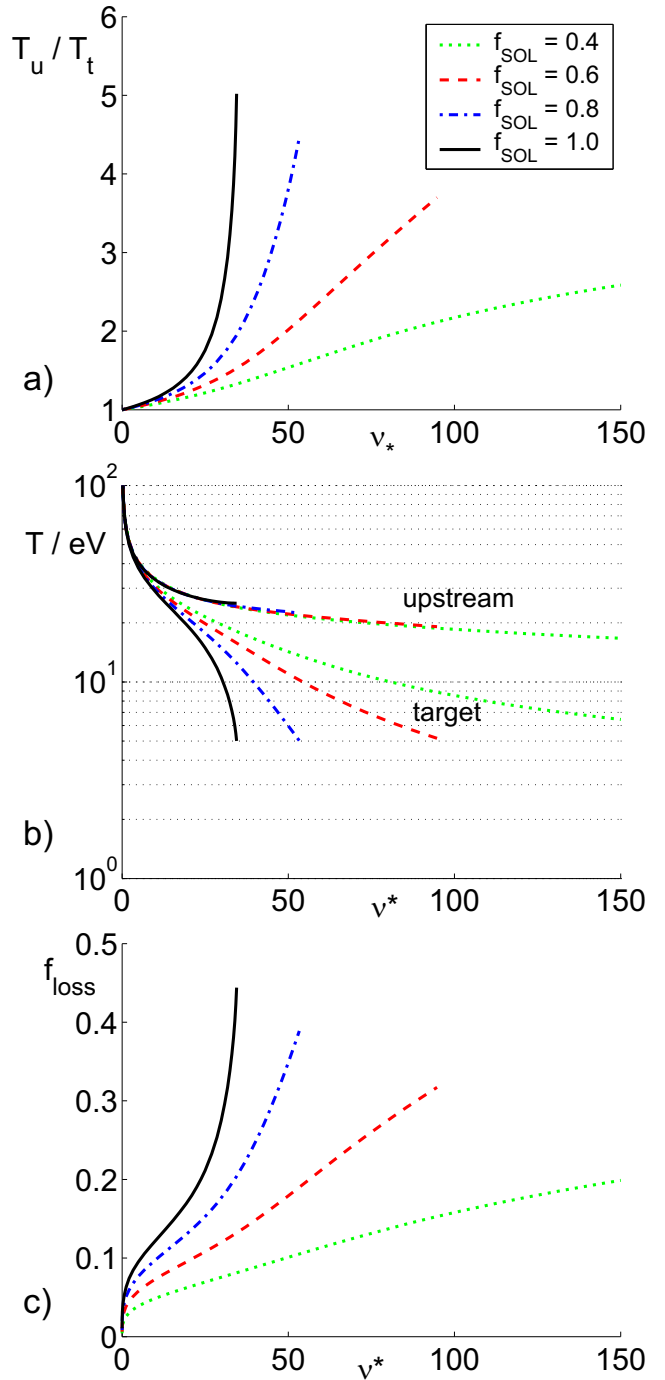 6
T_u / T_t
5
4
3
2
1
a)
f_SOL = 0.4
f_SOL = 0.6
f_SOL = 0.8
f_SOL = 1.0
0 50 100 150
ν_*
10^2
T / eV
upstream
10^1
target
b)
10^0
0 50 100 150
ν*
0.5
f_loss
0.4
0.3
0.2
0.1
c)
0
0 50 100 150
ν*